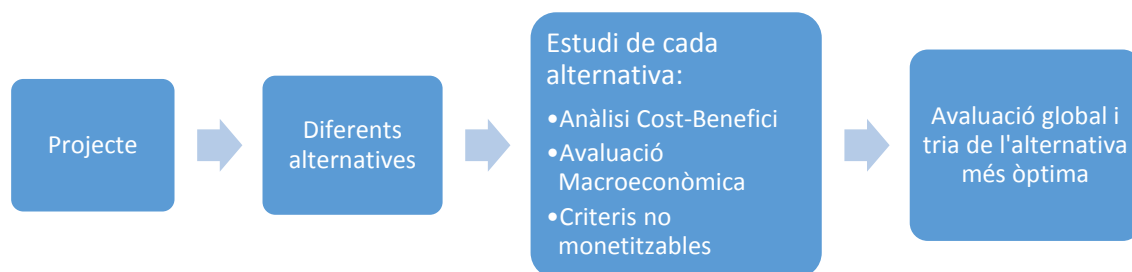 Projecte
Diferents
alternatives
Estudi de cada
alternativa:
•Anàlisi Cost-Benefici
•Avaluació
Macroeconòmica
•Criteris no
monetitzables
Avaluació global i
tria de l'alternativa
més òptima